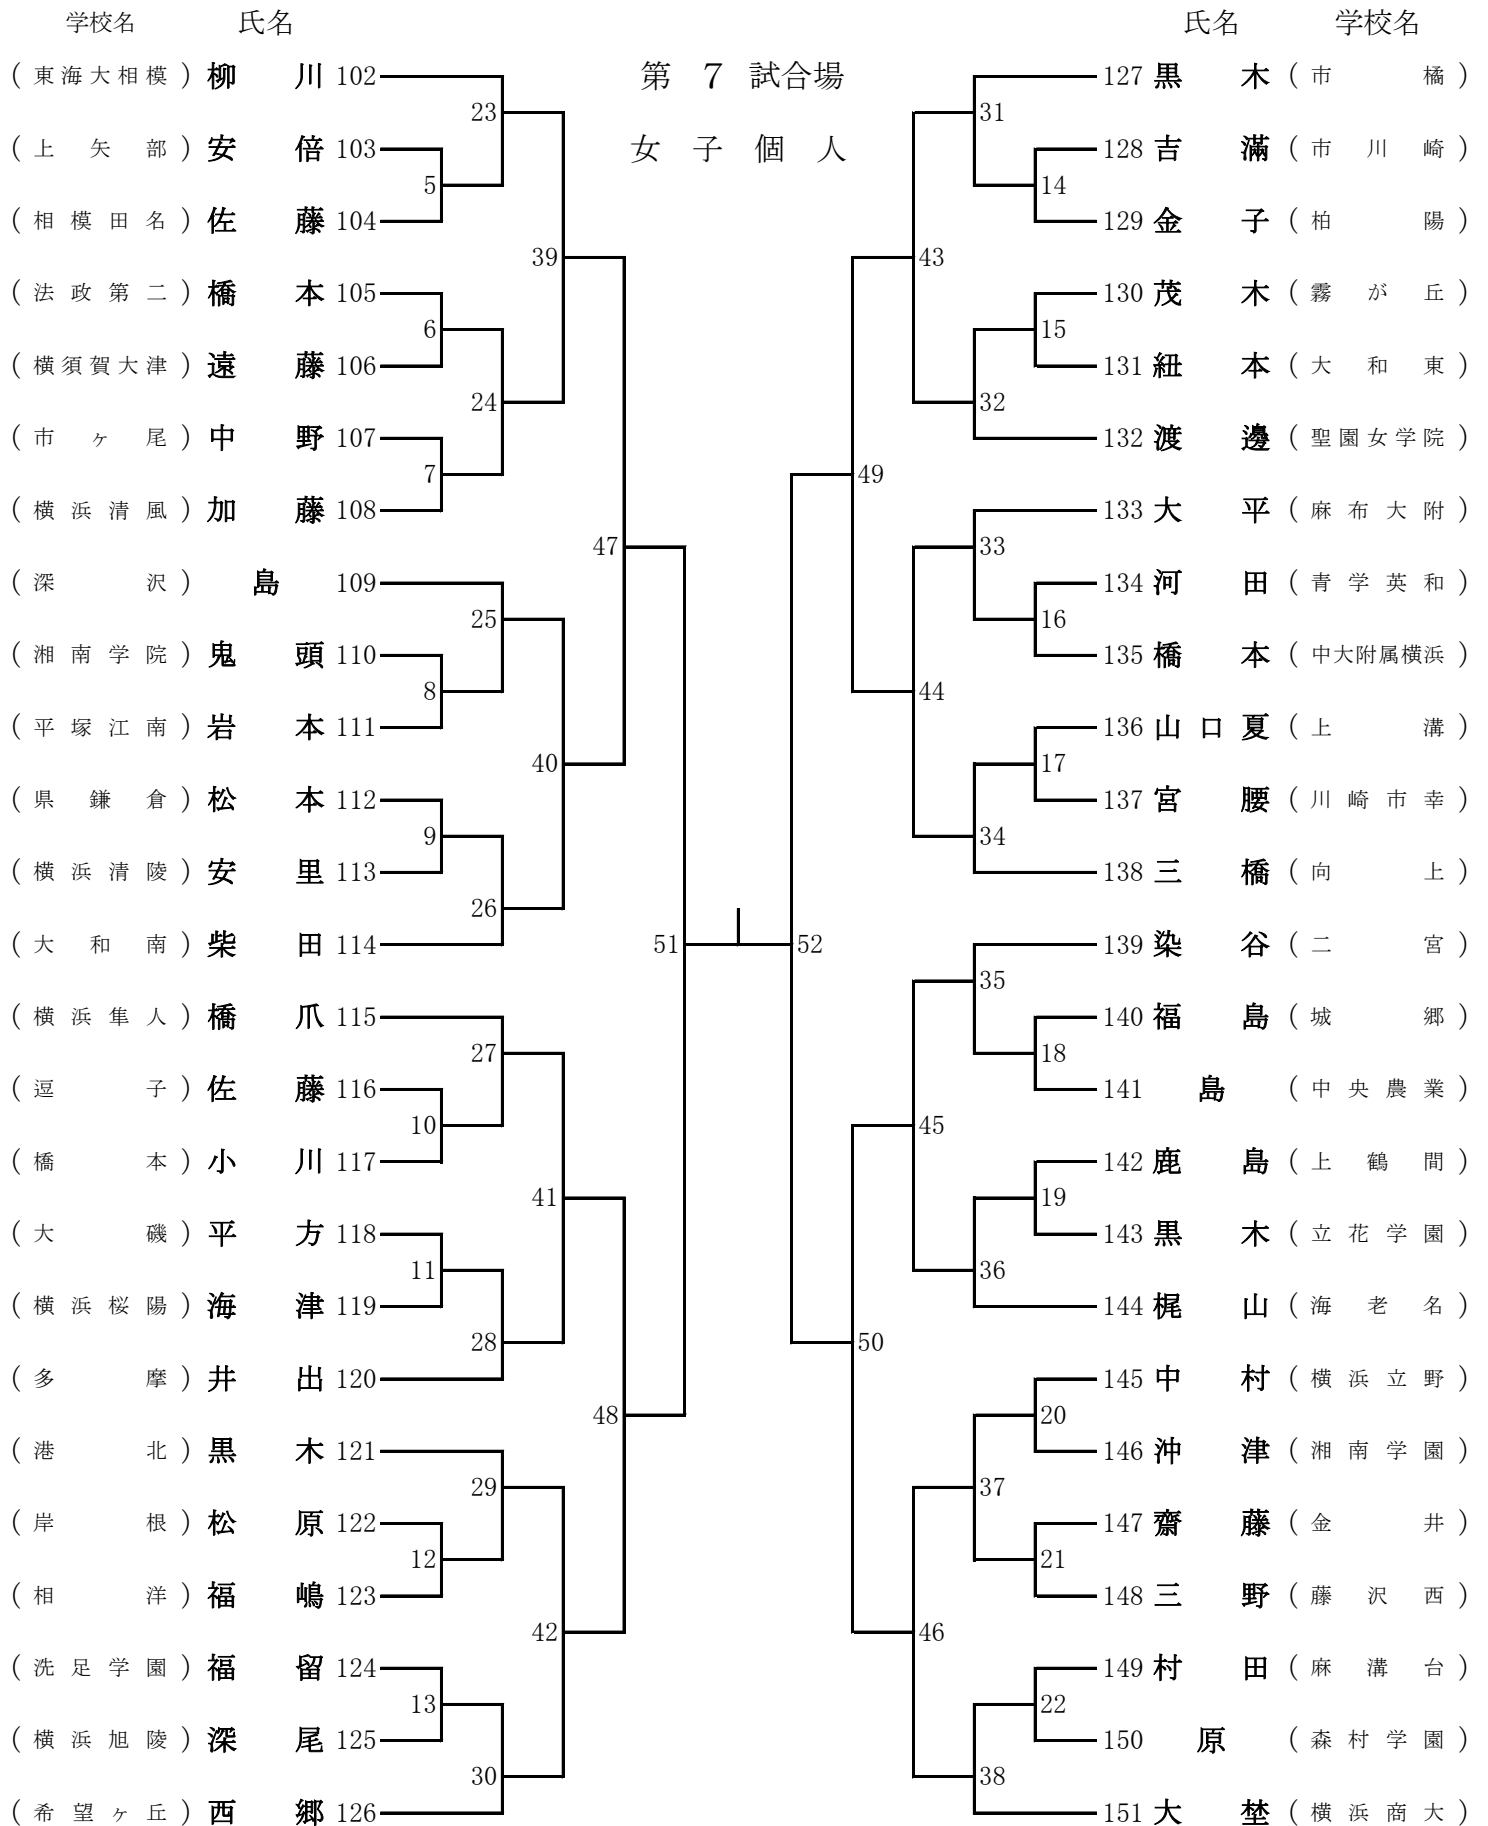 学校名 氏名 氏名 学校名
第 7 試合場
女子個人
(東海大相模) 柳川 102 127 黒木 (市橘)
23 31
(上矢部) 安倍 103 128 吉滿 (市川崎)
5 14
(相模田名) 佐藤 104 129 金子 (柏陽)
39 43
(法政第二) 橋本 105 130 茂木 (霧が丘)
6 15
(横須賀大津) 遠藤 106 131 紐本 (大和東)
24 32
(市ヶ尾) 中野 107 132 渡邊 (聖園女学院)
7 49
(横浜清風) 加藤 108 133 大平 (麻布大附)
47 33
(深沢) 島 109 134 河田 (青学英和)
25 16
(湘南学院) 鬼頭 110 135 橋本 (中大附属横浜)
8 44
(平塚江南) 岩本 111 136 山口夏 (上溝)
40 17
(県鎌倉) 松本 112 137 宮腰 (川崎市幸)
9 34
(横浜清陵) 安里 113 138 三橋 (向上)
26
(大和南) 柴田 114 51 52 139 染谷 (二宮)
35
(横浜隼人) 橋爪 115 140 福島 (城郷)
27 18
(逗子) 佐藤 116 141 島 (中央農業)
10 45
(橋本) 小川 117 142 鹿島 (上鶴間)
41 19
(大磯) 平方 118 143 黒木 (立花学園)
11 36
(横浜桜陽) 海津 119 144 梶山 (海老名)
28 50
(多摩) 井出 120 145 中村 (横浜立野)
48 20
(港北) 黒木 121 146 沖津 (湘南学園)
29 37
(岸根) 松原 122 147 齋藤 (金井)
12 21
(相洋) 福嶋 123 148 三野 (藤沢西)
42 46
(洗足学園) 福留 124 149 村田 (麻溝台)
13 22
(横浜旭陵) 深尾 125 150 原 (森村学園)
30 38
(希望ヶ丘) 西郷 126 151 大埜 (横浜商大)